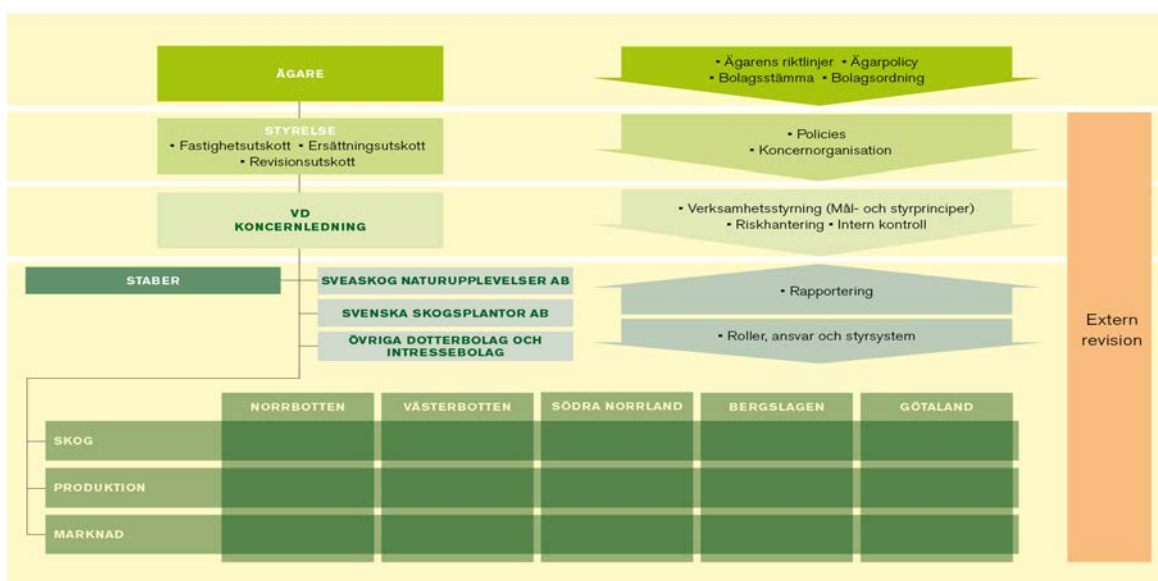 ÄGARE
▪ Ägarens riktlinjer ▪ Ägarpolicy
▪ Bolagsstämma ▪ Bolagsordning
STYRELSE
▪ Fastighetsutskott ▪ Ersättningsutskott
▪ Revisionsutskott
▪ Policies
▪ Koncernorganisation
VD
KONCERNLEDNING
▪ Verksamhetsstyrning (Mål- och styrprinciper)
▪ Riskhantering ▪ Intern kontroll
STABER
SVEASKOG NATURUPPLEVELSER AB
SVENSKA SKOGSPLANTOR AB
ÖVRIGA DOTTERBOLAG OCH
INTRESSEBOLAG
▪ Rapportering
▪ Roller, ansvar och styrsystem
Extern
revision
NORRBOTTEN
VÄSTERBOTTEN
SÖDRA NORRLAND
BERGSLAGEN
GÖTALAND
SKOG
PRODUKTION
MARKNAD